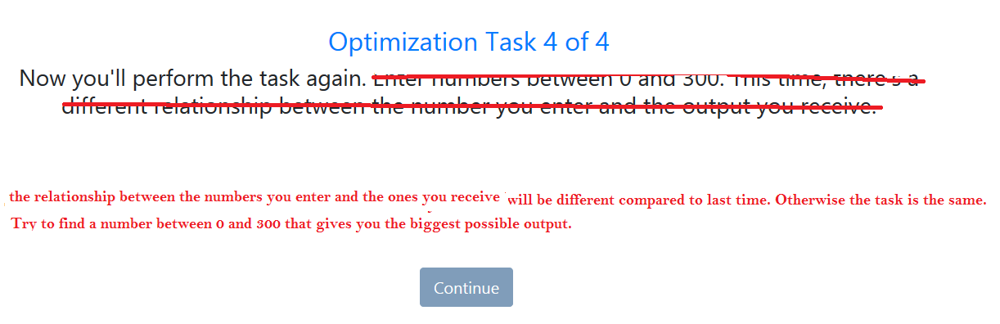 Optimization Task 4 of 4
Now you'll perform the task again. Enter numbers between 0 and 300. This time, there's a
different relationship between the number you enter and the output you receive.
the relationship between the numbers you enter and the ones you receive will be different compared to last time. Otherwise the task is the same.
Try to find a number between 0 and 300 that gives you the biggest possible output.
Continue